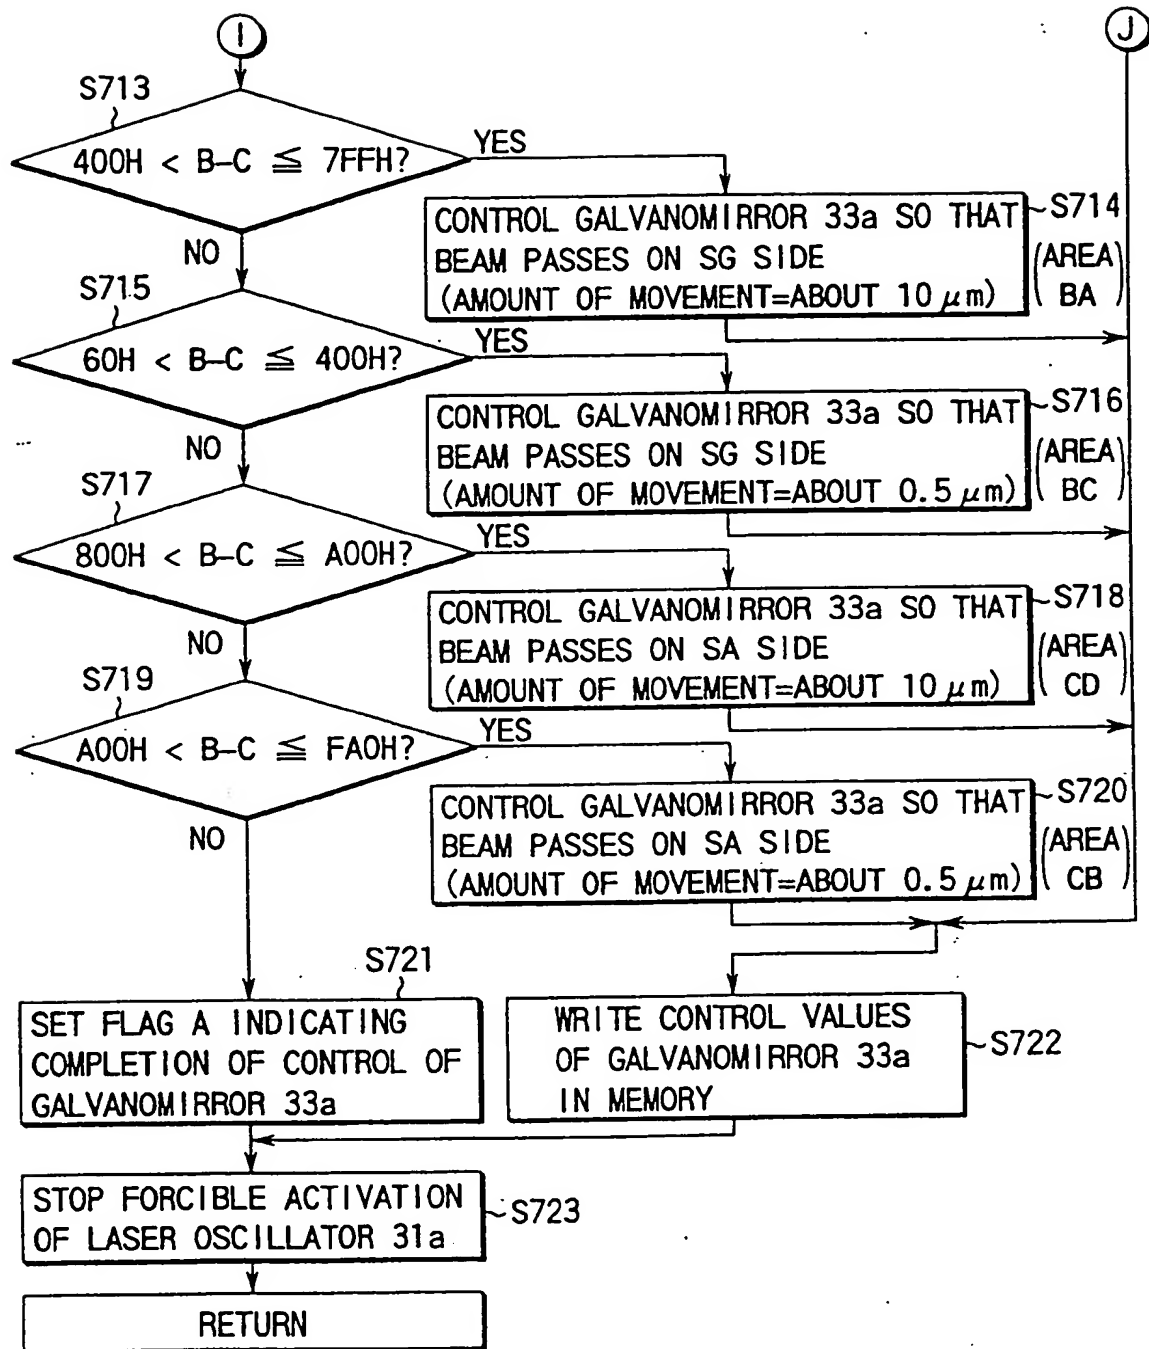 I
J
S713
400H < B-C ≦ 7FFH?
YES
NO
CONTROL GALVANOMIRROR 33a SO THAT
BEAM PASSES ON SG SIDE
(AMOUNT OF MOVEMENT=ABOUT 10 μm)
S714
(AREA
BA)
S715
60H < B-C ≦ 400H?
YES
NO
CONTROL GALVANOMIRROR 33a SO THAT
BEAM PASSES ON SG SIDE
(AMOUNT OF MOVEMENT=ABOUT 0.5 μm)
S716
(AREA
BC)
S717
800H < B-C ≦ A00H?
YES
NO
CONTROL GALVANOMIRROR 33a SO THAT
BEAM PASSES ON SA SIDE
(AMOUNT OF MOVEMENT=ABOUT 10 μm)
S718
(AREA
CD)
S719
A00H < B-C ≦ FA0H?
YES
NO
CONTROL GALVANOMIRROR 33a SO THAT
BEAM PASSES ON SA SIDE
(AMOUNT OF MOVEMENT=ABOUT 0.5 μm)
S720
(AREA
CB)
S721
SET FLAG A INDICATING
COMPLETION OF CONTROL OF
GALVANOMIRROR 33a
WRITE CONTROL VALUES
OF GALVANOMIRROR 33a
IN MEMORY
S722
STOP FORCIBLE ACTIVATION
OF LASER OSCILLATOR 31a
S723
RETURN